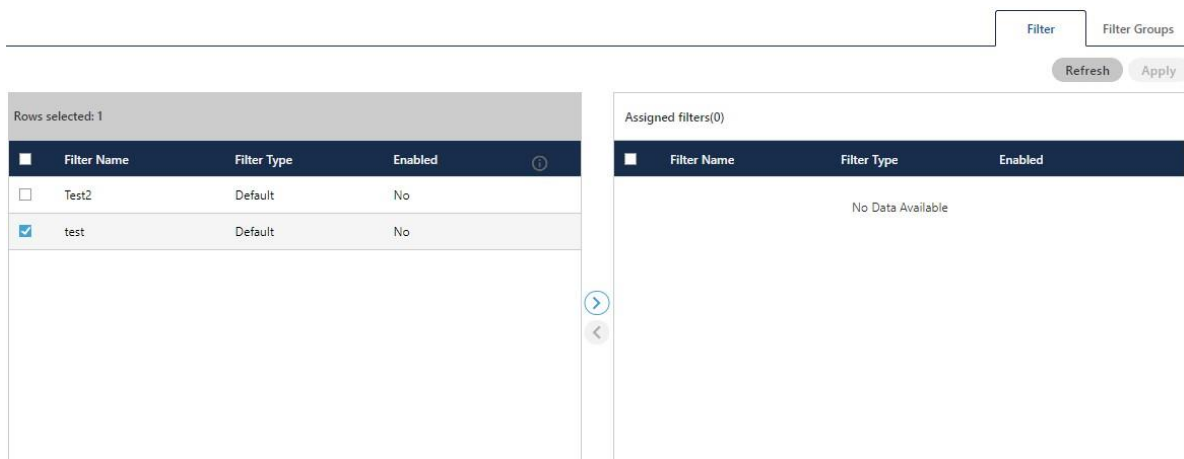 Filter Filter Groups
Refresh Apply
Rows selected: 1
Filter Name Filter Type Enabled
Test2 Default No
test Default No
Assigned filters(0)
Filter Name Filter Type Enabled
No Data Available